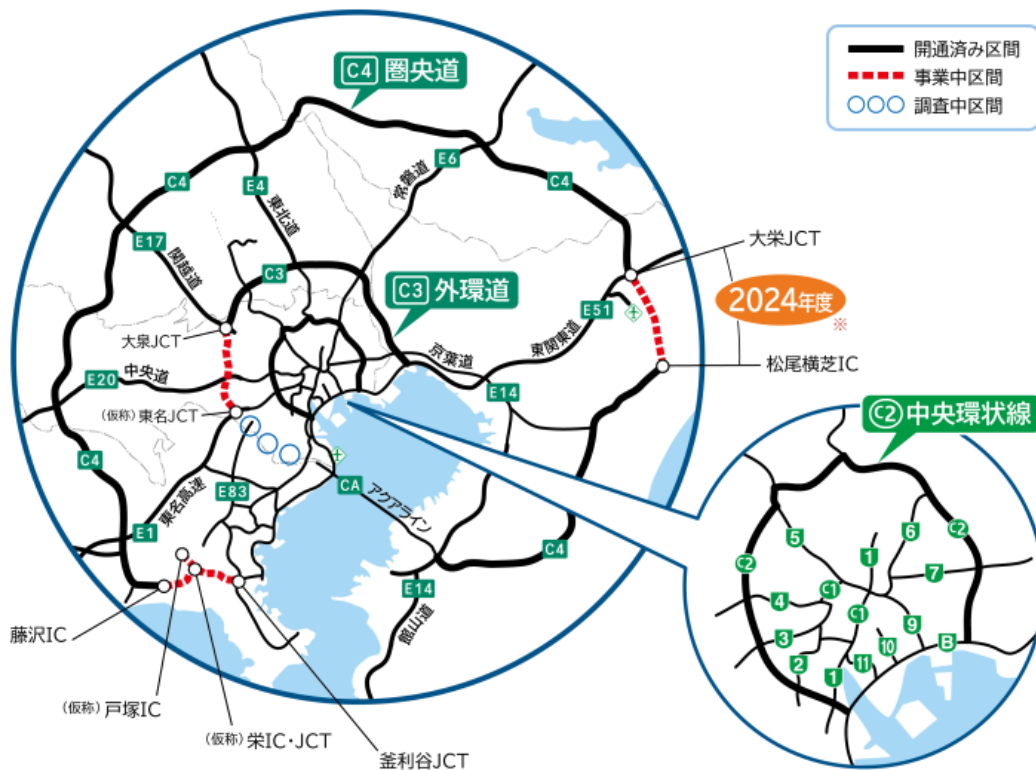 開通済み区間
事業中区間
調査中区間
C4 圏央道
E6
常磐道
C4
E4
東北道
C4
E17
関越道
C3
C3 外環道
大栄JCT
2024年度
※
E51
東関東道
松尾横芝IC
大泉JCT
京葉道
E14
E20
中央道
(仮称)東名JCT
C4
東名高速
E83
CA
アクアライン
E1
C4
E14
館山道
藤沢IC
(仮称)戸塚IC
(仮称)栄IC・JCT
釜利谷JCT
C2 中央環状線
5
6
1
C2
C2
7
C1
4
C1
3
9
10
B
2
11
1